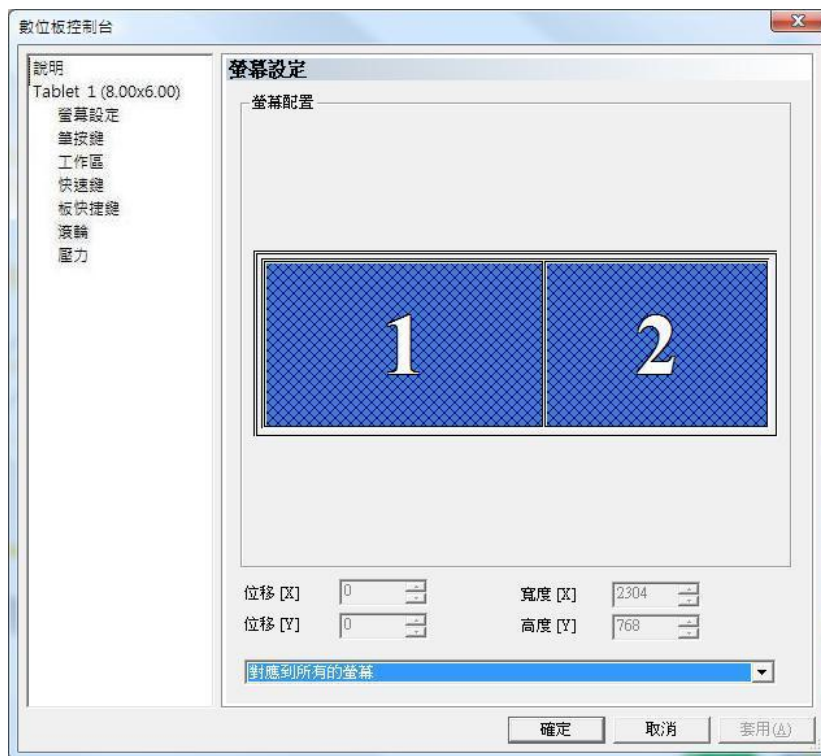 數位板控制台
說明
Tablet 1 (8.00x6.00)
螢幕設定
筆按鍵
工作區
快速鍵
板快捷鍵
滾輪
壓力
螢幕設定
螢幕配置
1 2
位移 [X] 0 寬度 [X] 2304
位移 [Y] 0 高度 [Y] 768
對應到所有的螢幕
確定 取消 套用(A)